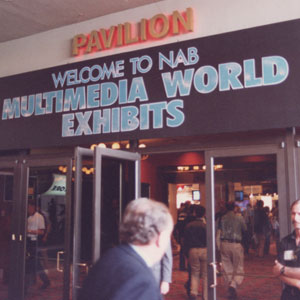 PAVILION
WELCOME TO NAB
MULTIMEDIA WORLD
EXHIBITS